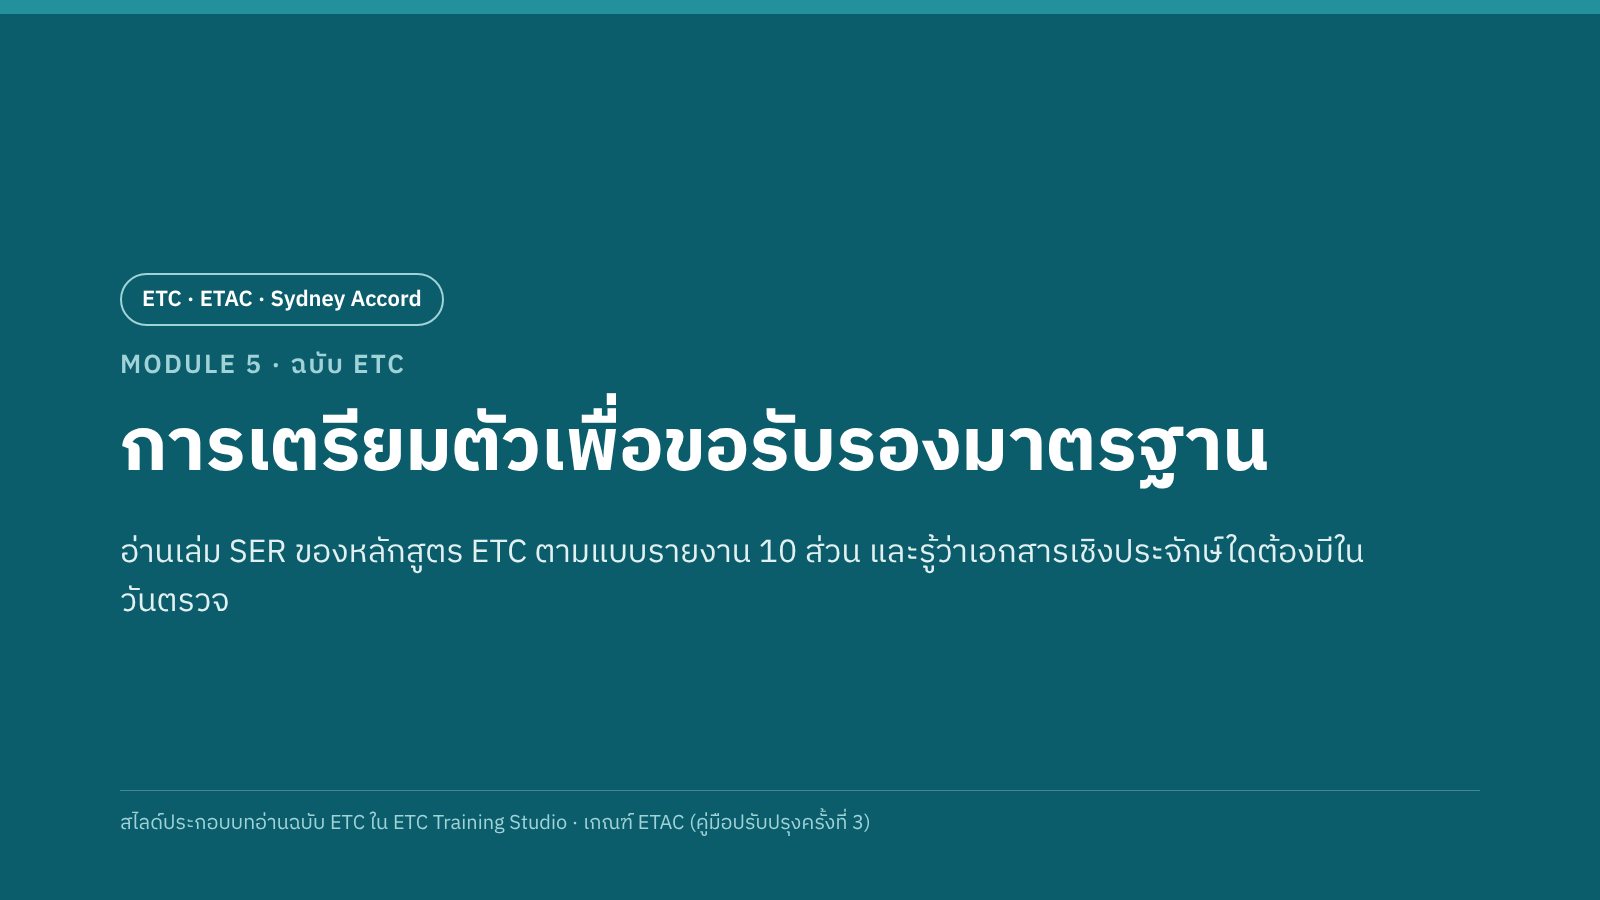 ETC · ETAC · Sydney Accord
MODULE 5 · ฉบับ ETC
การเตรียมตัวเพื่อขอรับรองมาตรฐาน
อ่านเล่ม SER ของหลักสูตร ETC ตามแบบรายงาน 10 ส่วน และรู้ว่าเอกสารเชิงประจักษ์ใดต้องมีใน
วันตรวจ
สไลด์ประกอบบทอ่านฉบับ ETC ใน ETC Training Studio · เกณฑ์ ETAC (คู่มือปรับปรุงครั้งที่ 3)